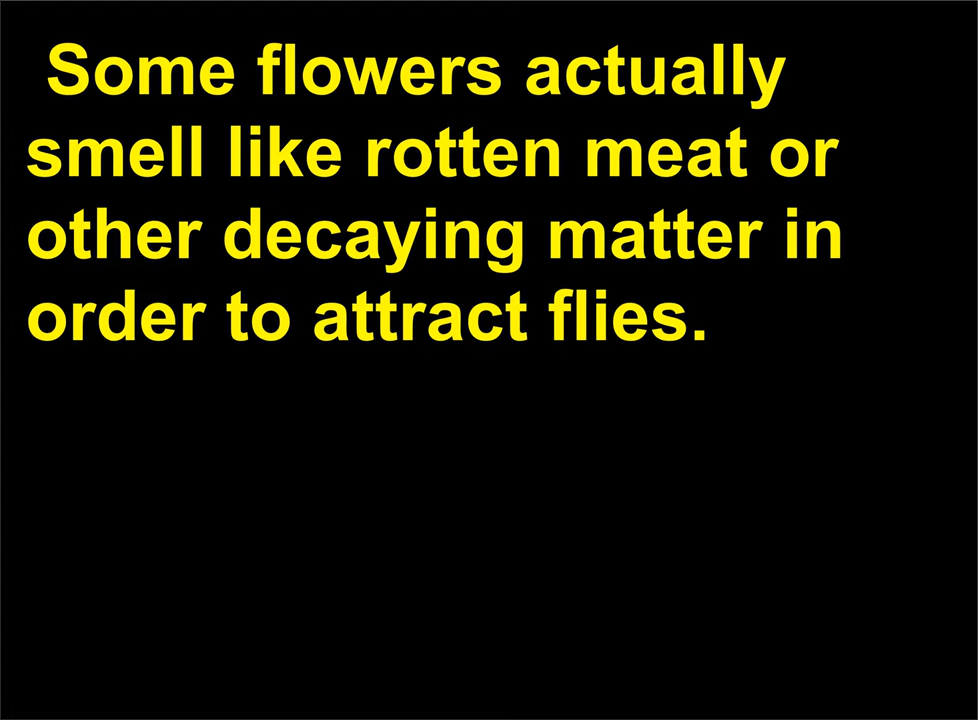 Some flowers actually
smell like rotten meat or
other decaying matter in
order to attract flies.